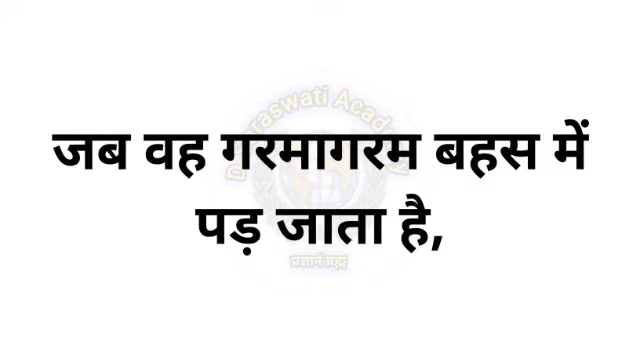 जब वह गरमागरम बहस में
पड़ जाता है,